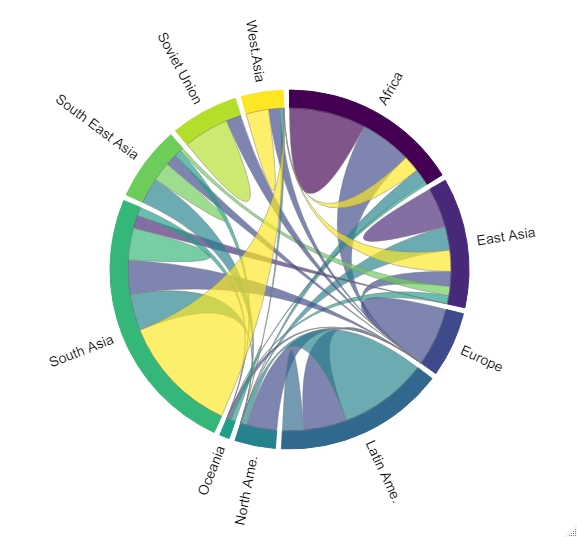 West.Asia
Africa
Soviet Union
South East Asia
East Asia
South Asia
Europe
Oceania
North Ame.
Latin Ame.